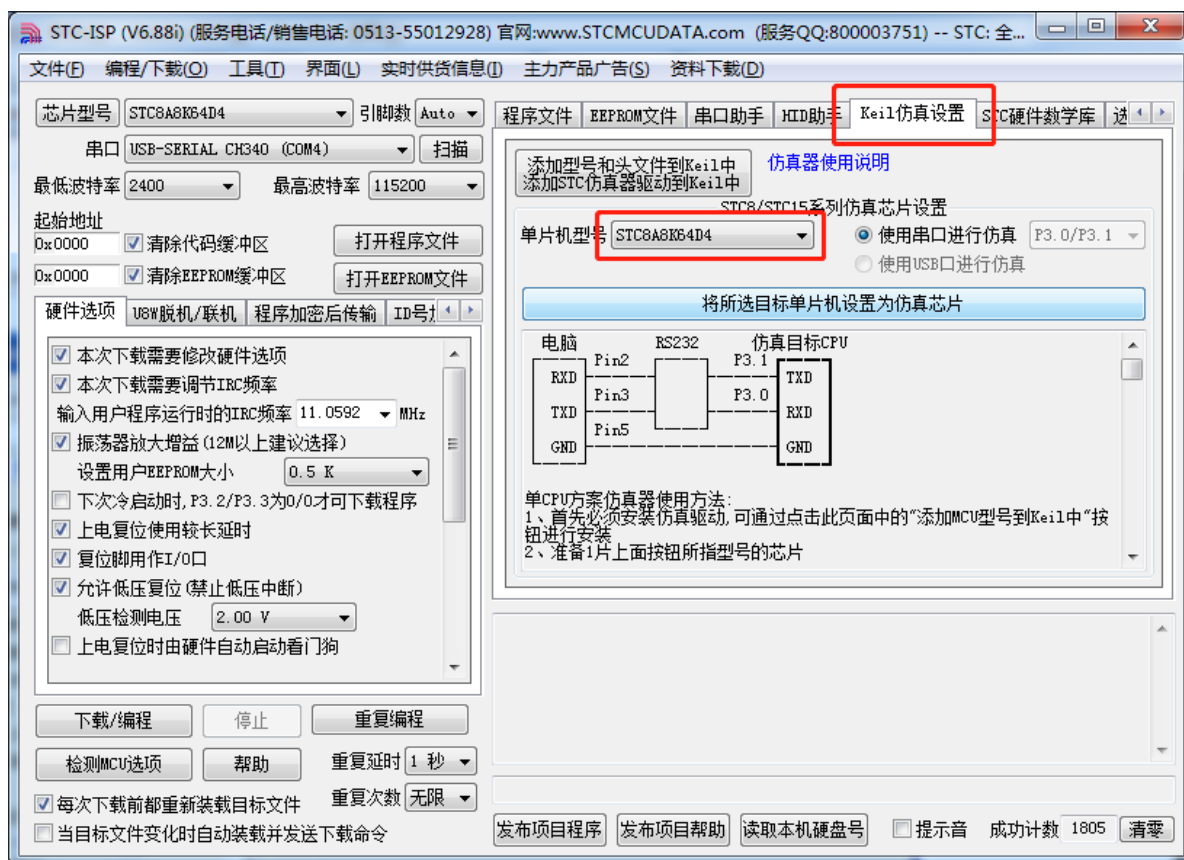 STC-ISP (V6.88i) (服务电话/销售电话: 0513-55012928) 官网:www.STCMCUDATA.com (服务QQ:800003751) -- STC: 全...
文件(F) 编程/下载(O) 工具(T) 界面(L) 实时供货信息(I) 主力产品广告(S) 资料下载(D)
芯片型号 STC8A8K64D4 引脚数 Auto
串口 USB-SERIAL CH340 (COM4) 扫描
最低波特率 2400 最高波特率 115200
起始地址
0x0000 清除代码缓冲区 打开程序文件
0x0000 清除EEPROM缓冲区 打开EEPROM文件
硬件选项 U8W脱机/联机 程序加密后传输
本次下载需要修改硬件选项
本次下载需要调节IRC频率
输入用户程序运行时的IRC频率 11.0592 MHz
振荡器放大增益(12M以上建议选择)
设置用户EEPROM大小 0.5 K
下次冷启动时,P3.2/P3.3为0/0才可下载程序
上电复位使用较长延时
复位脚用作I/O口
允许低压复位(禁止低压中断)
低压检测电压 2.00 V
上电复位时由硬件自动启动看门狗
下载/编程 停止 重复编程
检测MCU选项 帮助 重复延时 1 秒
每次下载前都重新装载目标文件 重复次数 无限
当目标文件变化时自动装载并发送下载命令
程序文件 EEPROM文件 串口助手 HID助手 Keil仿真设置 STC硬件数学库
添加型号和头文件到Keil中
添加STC仿真器驱动到Keil中
仿真器使用说明
STC8/STC15系列仿真芯片设置
单片机型号 STC8A8K64D4 使用串口进行仿真 P3.0/P3.1
使用USB口进行仿真
将所选目标单片机设置为仿真芯片
电脑 RS232 仿真目标CPU
Pin2 P3.1
RXD TXD
Pin3 P3.0
TXD RXD
Pin5
GND GND
单CPU方案仿真器使用方法:
1、首先必须安装仿真驱动,可通过点击此页面中的"添加MCU型号到Keil中"按
钮进行安装
2、准备1片上面按钮所指型号的芯片
发布项目程序 发布项目帮助 读取本机硬盘号 提示音 成功计数 1805 清零